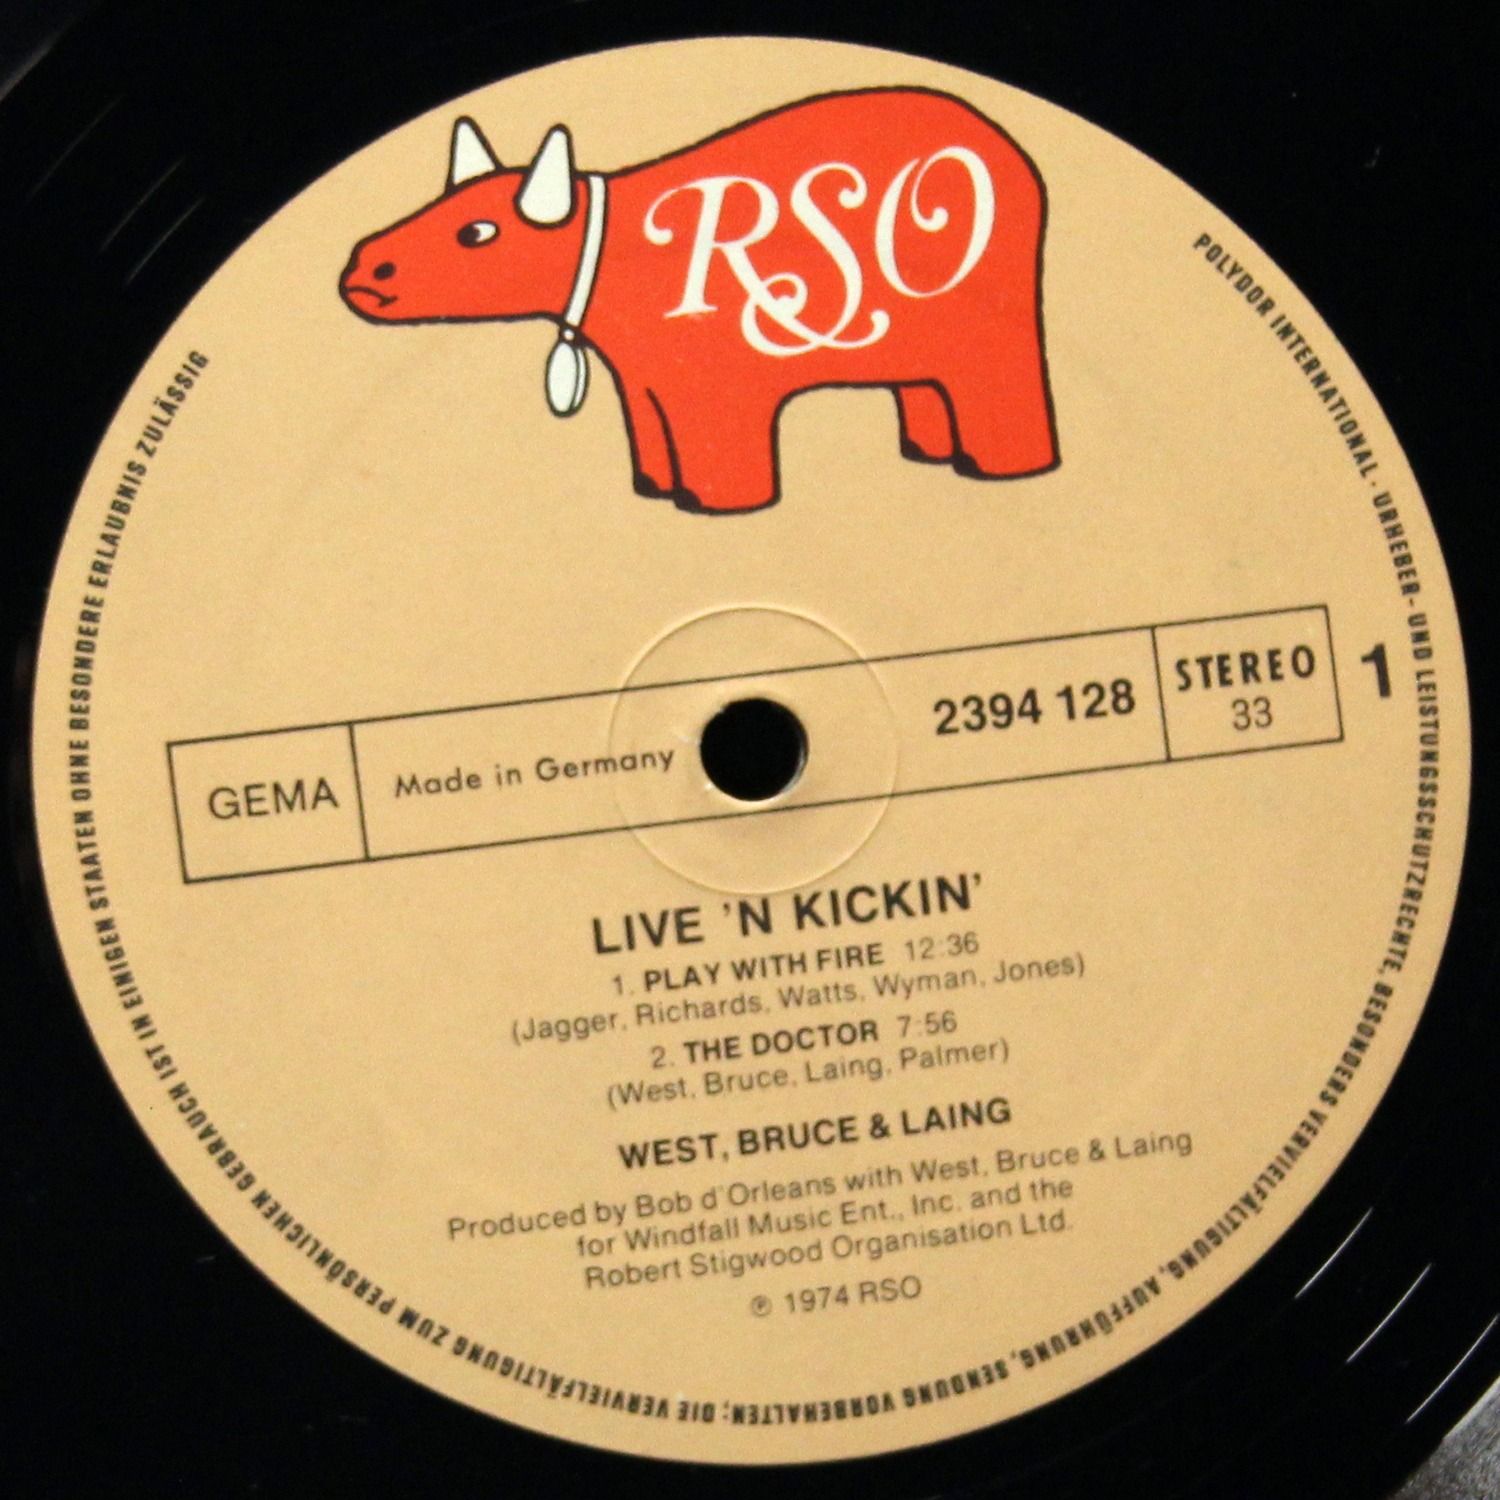 RSO
GEMA
Made in Germany
2394 128
STEREO
33
1
LIVE 'N KICKIN'
1. PLAY WITH FIRE 12:36
(Jagger, Richards, Watts, Wyman, Jones)
2. THE DOCTOR 7:56
(West, Bruce, Laing, Palmer)
WEST, BRUCE & LAING
Produced by Bob d'Orleans with West, Bruce & Laing
for Windfall Music Ent., Inc. and the
Robert Stigwood Organisation Ltd.
℗ 1974 RSO
POLYDOR INTERNATIONAL · URHEBER- UND LEISTUNGSSCHUTZRECHTE, BESONDERS VERVIELFÄLTIGUNG, AUFFÜHRUNG, SENDUNG VORBEHALTEN; DIE VERVIELFÄLTIGUNG ZUM PERSÖNLICHEN GEBRAUCH IST IN EINIGEN STAATEN OHNE BESONDERE ERLAUBNIS ZULÄSSIG